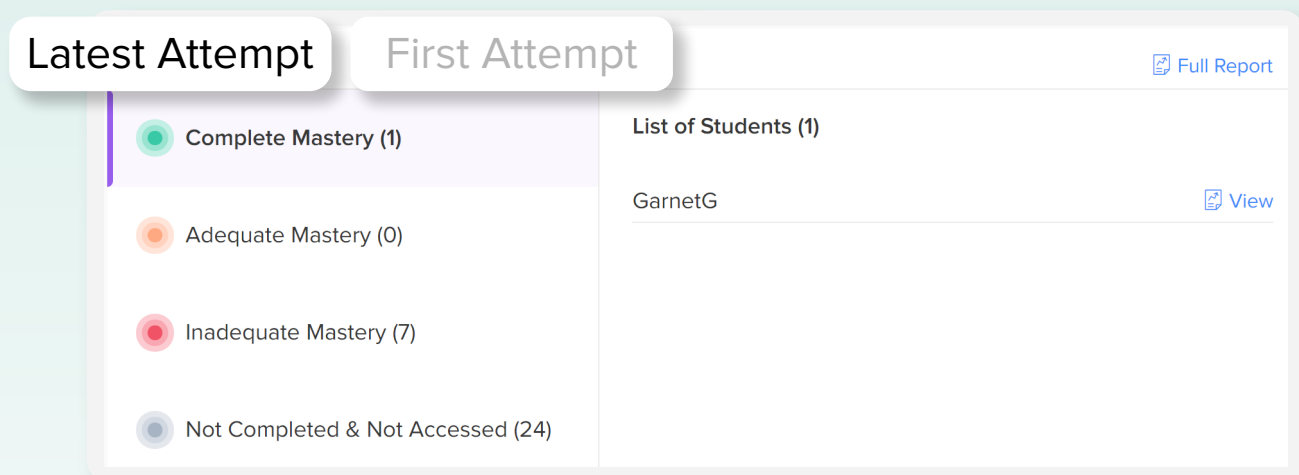 Latest Attempt
First Attempt
Full Report
Complete Mastery (1)
Adequate Mastery (0)
Inadequate Mastery (7)
Not Completed & Not Accessed (24)
List of Students (1)
GarnetG
View